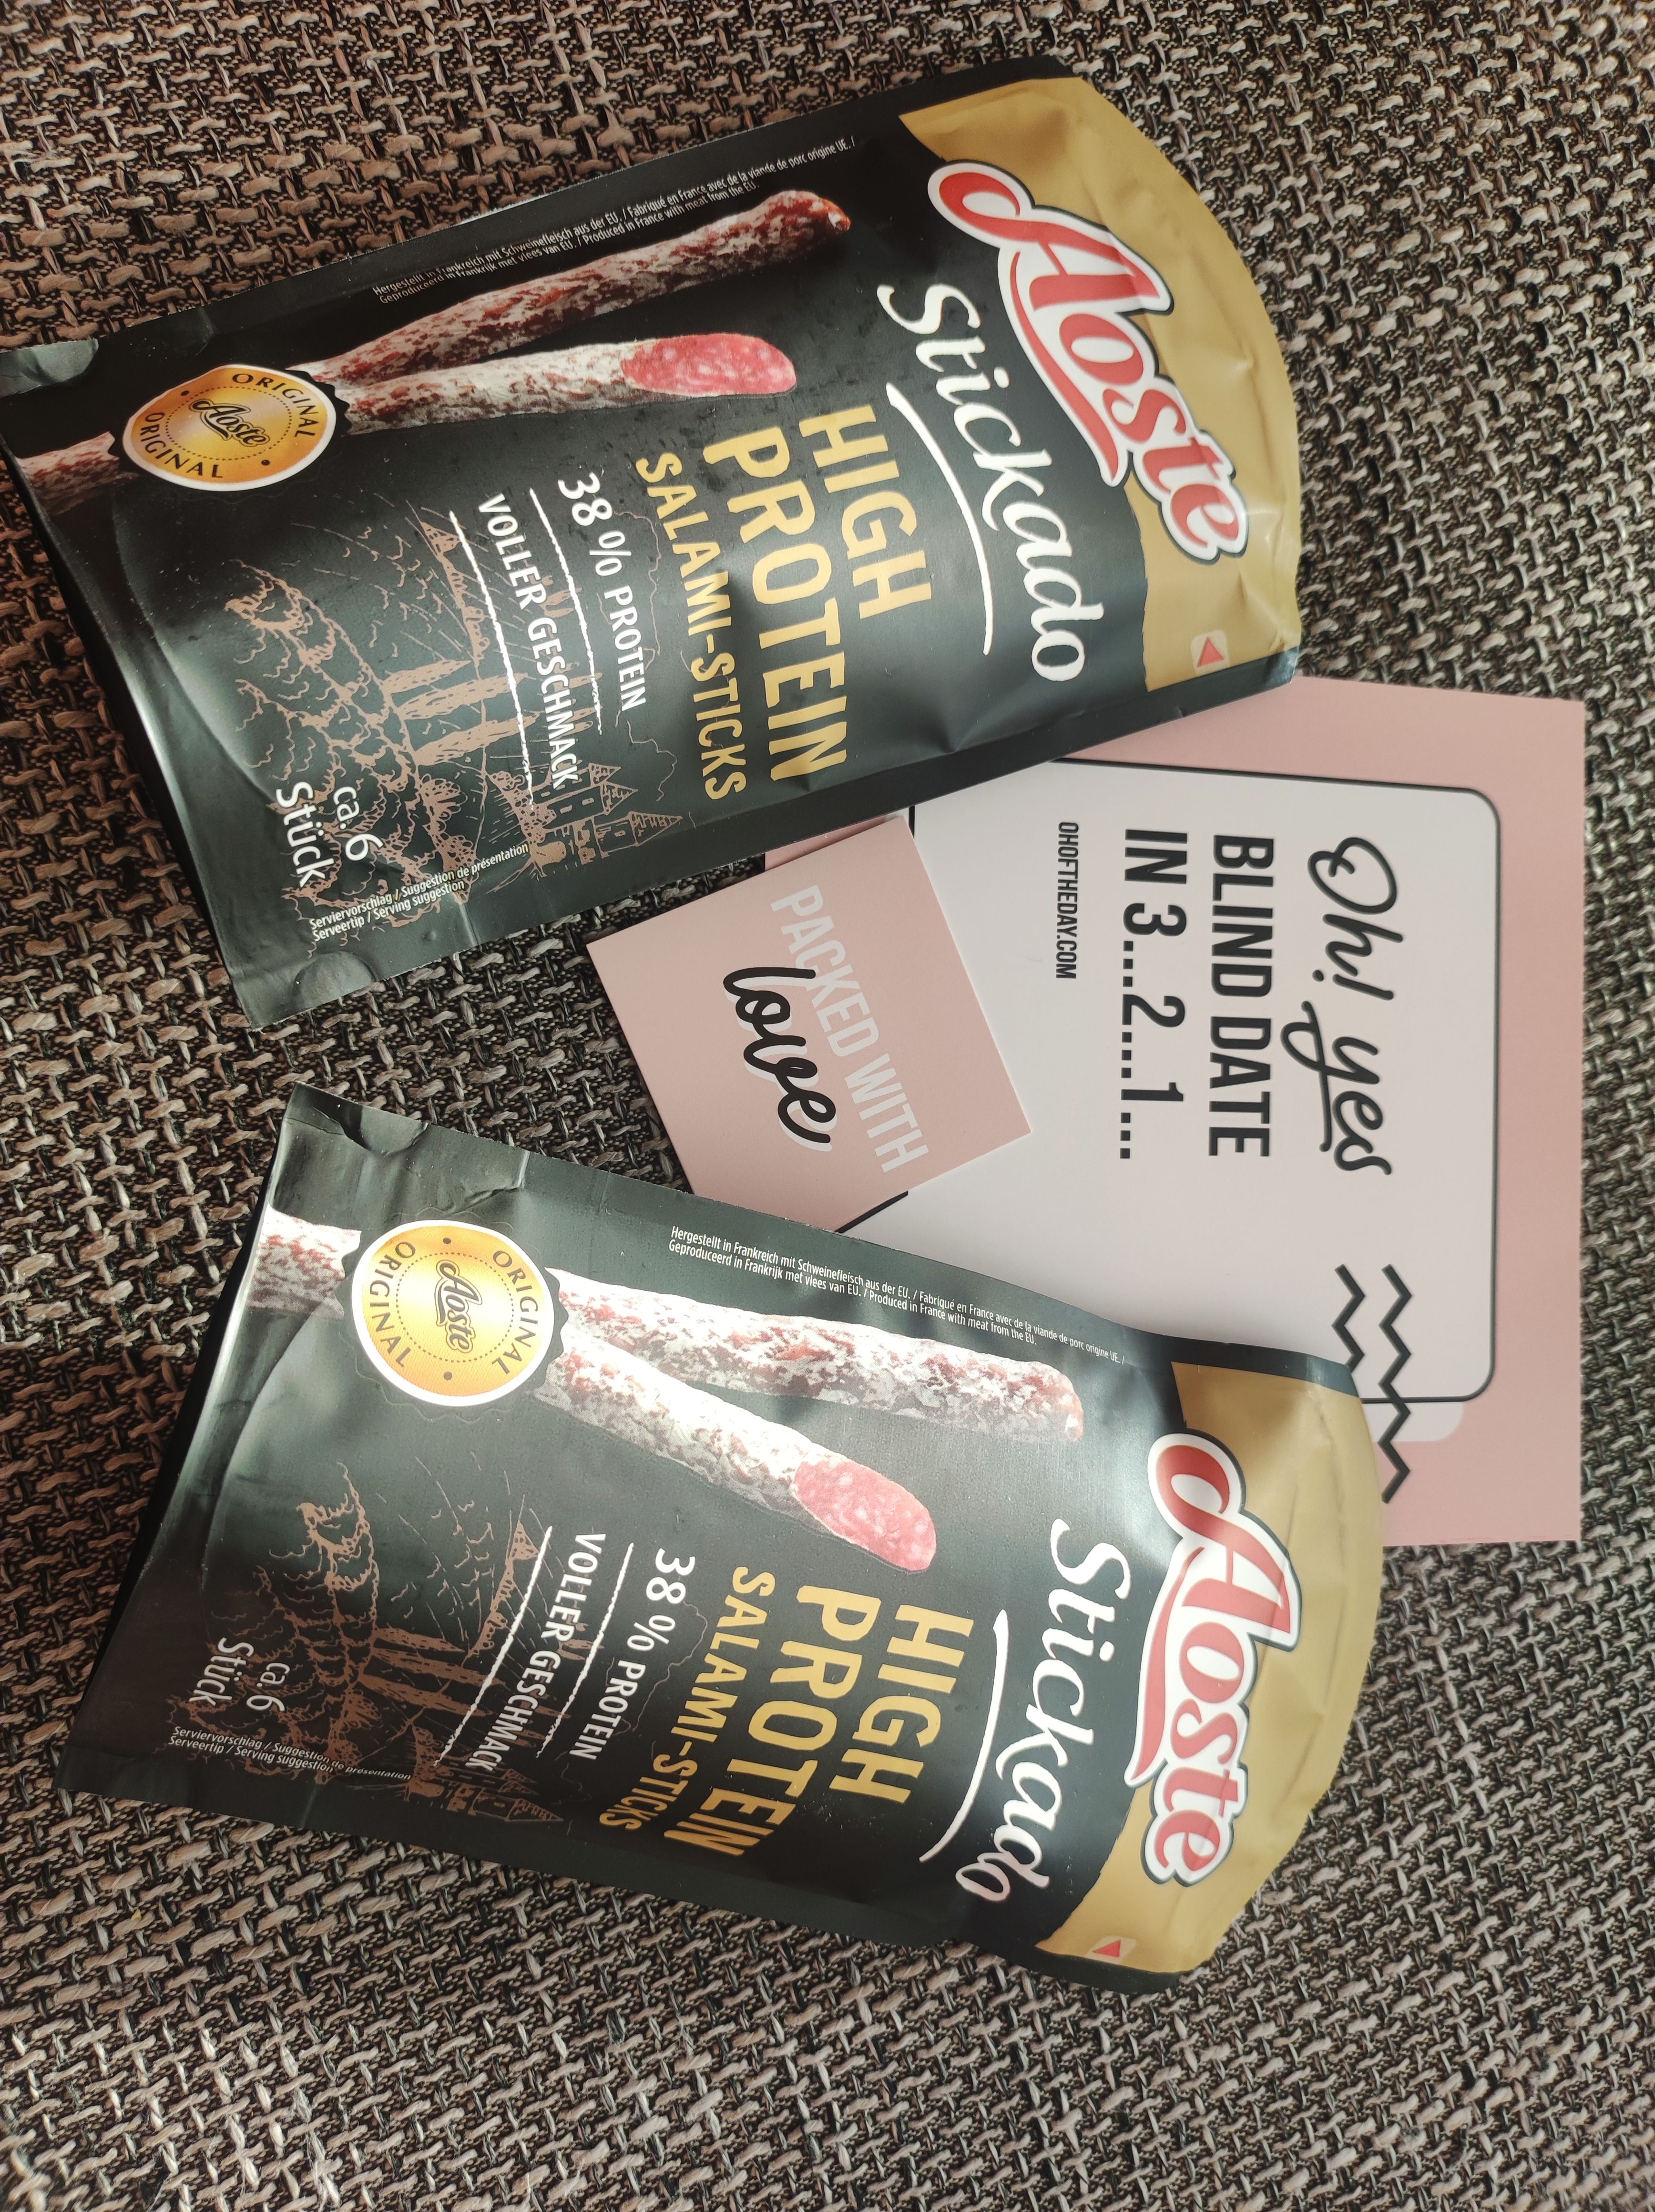 Aoste
Stickado
HIGH
PROTEIN
SALAMI-STICKS
38 % PROTEIN
VOLLER GESCHMACK
ca. 6
Stück
Serviervorschlag / Suggestion de présentation
Serveertip / Serving suggestion
ORIGINAL
Aoste
ORIGINAL
Hergestellt in Frankreich mit Schweinefleisch aus der EU. / Fabriqué en France avec de la viande de porc origine UE. /
Geproduceerd in Frankrijk met vlees van EU. / Produced in France with meat from the EU.
Oh! yes
BLIND DATE
IN 3...2...1...
OHOFTHEDAY.COM
PACKED WITH
love
Aoste
Stickado
HIGH
PROTEIN
SALAMI-STICKS
38 % PROTEIN
VOLLER GESCHMACK
ca. 6
Stück
Serviervorschlag / Suggestion de présentation
Serveertip / Serving suggestion
ORIGINAL
Aoste
ORIGINAL
Hergestellt in Frankreich mit Schweinefleisch aus der EU. / Fabriqué en France avec de la viande de porc origine UE. /
Geproduceerd in Frankrijk met vlees van EU. / Produced in France with meat from the EU.